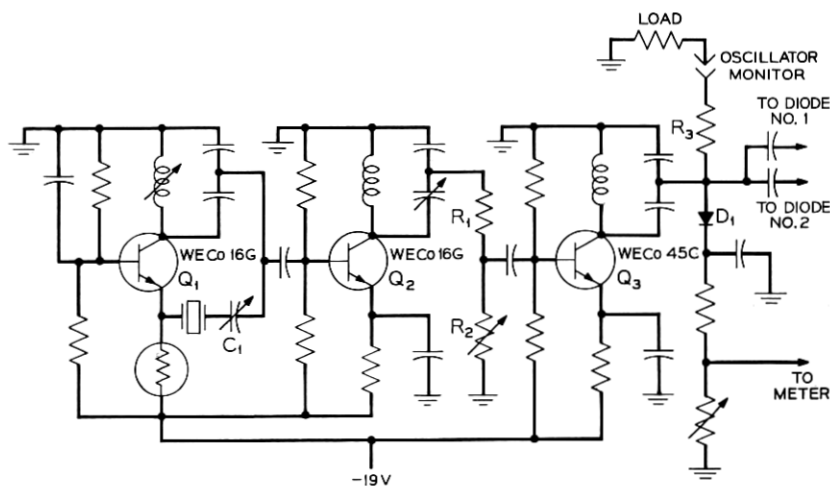 LOAD
OSCILLATOR
MONITOR
R3
TO DIODE
NO. 1
TO DIODE
NO. 2
D1
R1
WECo 16G
WECo 16G
WECo 45C
Q1
Q2
Q3
C1
R2
TO
METER
-19V